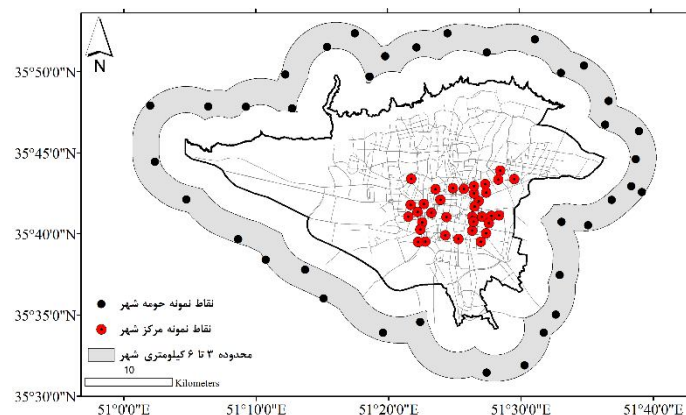 N
35°50'0"N
35°45'0"N
35°40'0"N
35°35'0"N
35°30'0"N
نقاط نمونه حومه شهر
نقاط نمونه مرکز شهر
محدوده ۳ تا ۶ کیلومتری شهر
10
Kilometers
51°0'0"E
51°10'0"E
51°20'0"E
51°30'0"E
51°40'0"E